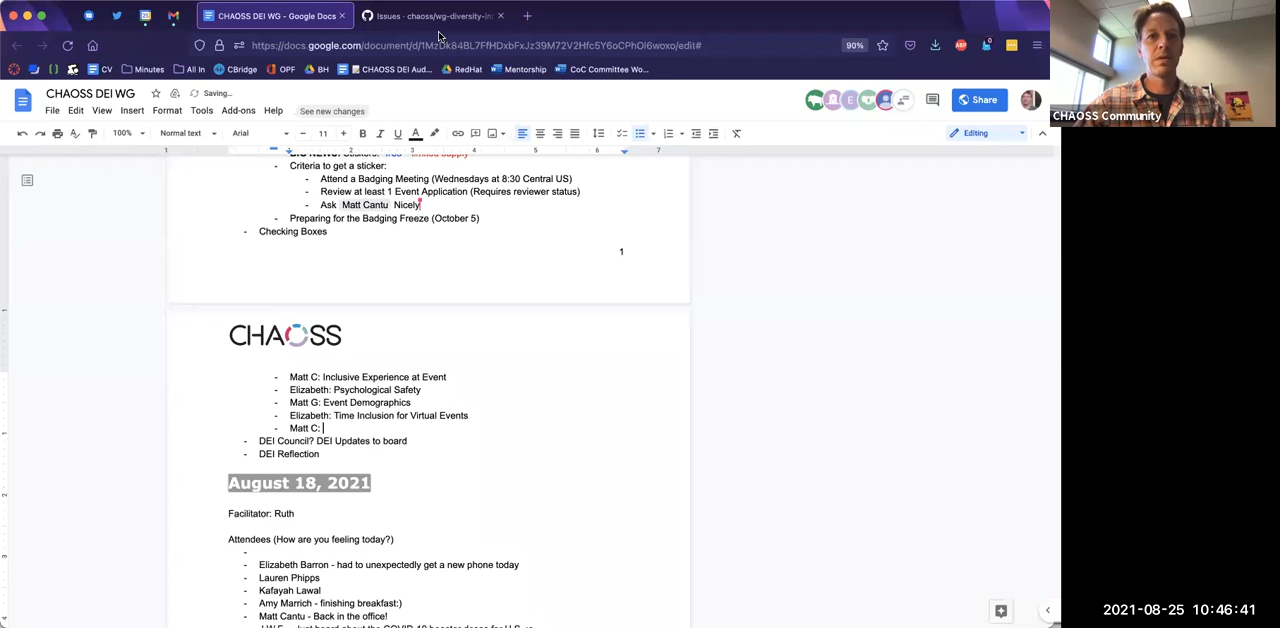 CHAOSS DEI WG - Google Docs
Issues · chaoss/wg-diversity-in
https://docs.google.com/document/d/1MzDk84BL7FfHDxbFxJz39M72V2Hfc5Y6oCPhOl6woxo/edit#
90%
CV
Minutes
All In
CBridge
OPF
BH
CHAOSS DEI Aud...
RedHat
Mentorship
CoC Committee Wo...
CHAOSS DEI WG
Saving...
File Edit View Insert Format Tools Add-ons Help See new changes
Share
100% Normal text Arial 11 Editing
1 1 2 3 4 5 6 7
- Criteria to get a sticker:
- Attend a Badging Meeting (Wednesdays at 8:30 Central US)
- Review at least 1 Event Application (Requires reviewer status)
- Ask Matt Cantu Nicely
- Preparing for the Badging Freeze (October 5)
- Checking Boxes
1
CHAOSS
- Matt C: Inclusive Experience at Event
- Elizabeth: Psychological Safety
- Matt G: Event Demographics
- Elizabeth: Time Inclusion for Virtual Events
- Matt C:
- DEI Council? DEI Updates to board
- DEI Reflection
August 18, 2021
Facilitator: Ruth
Attendees (How are you feeling today?)
-
- Elizabeth Barron - had to unexpectedly get a new phone today
- Lauren Phipps
- Kafayah Lawal
- Amy Marrich - finishing breakfast:)
- Matt Cantu - Back in the office!
CHAOSS Community
2021-08-25 10:46:41